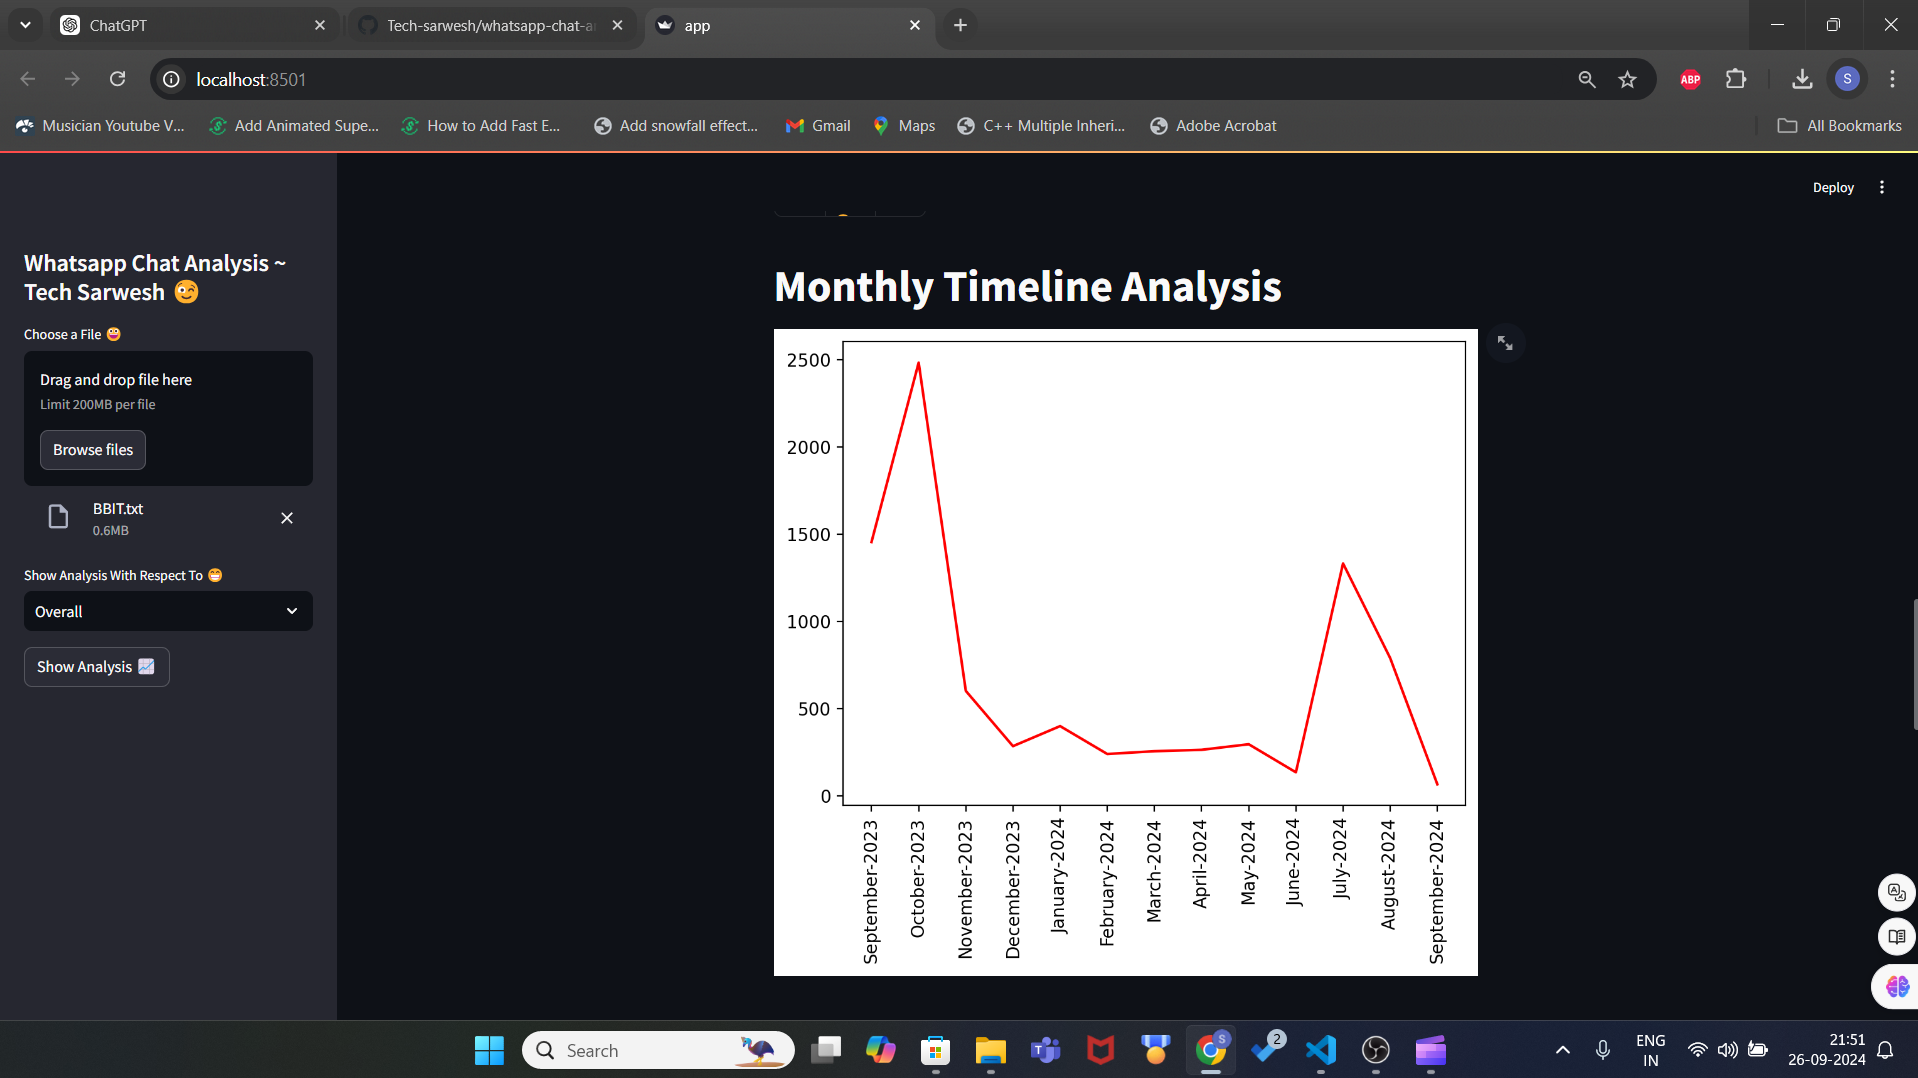 ChatGPT
Tech-sarwesh/whatsapp-chat-a
app
localhost:8501
ABP
S
Musician Youtube V...
Add Animated Supe...
How to Add Fast E...
Add snowfall effect...
Gmail
Maps
C++ Multiple Inheri...
Adobe Acrobat
All Bookmarks
Deploy
Whatsapp Chat Analysis ~
Tech Sarwesh 😉
Choose a File 😀
Drag and drop file here
Limit 200MB per file
Browse files
BBIT.txt
0.6MB
Show Analysis With Respect To 😁
Overall
Show Analysis 📈
Monthly Timeline Analysis
2500
2000
1500
1000
500
0
September-2023
October-2023
November-2023
December-2023
January-2024
February-2024
March-2024
April-2024
May-2024
June-2024
July-2024
August-2024
September-2024
Search
S
2
ENG
IN
21:51
26-09-2024